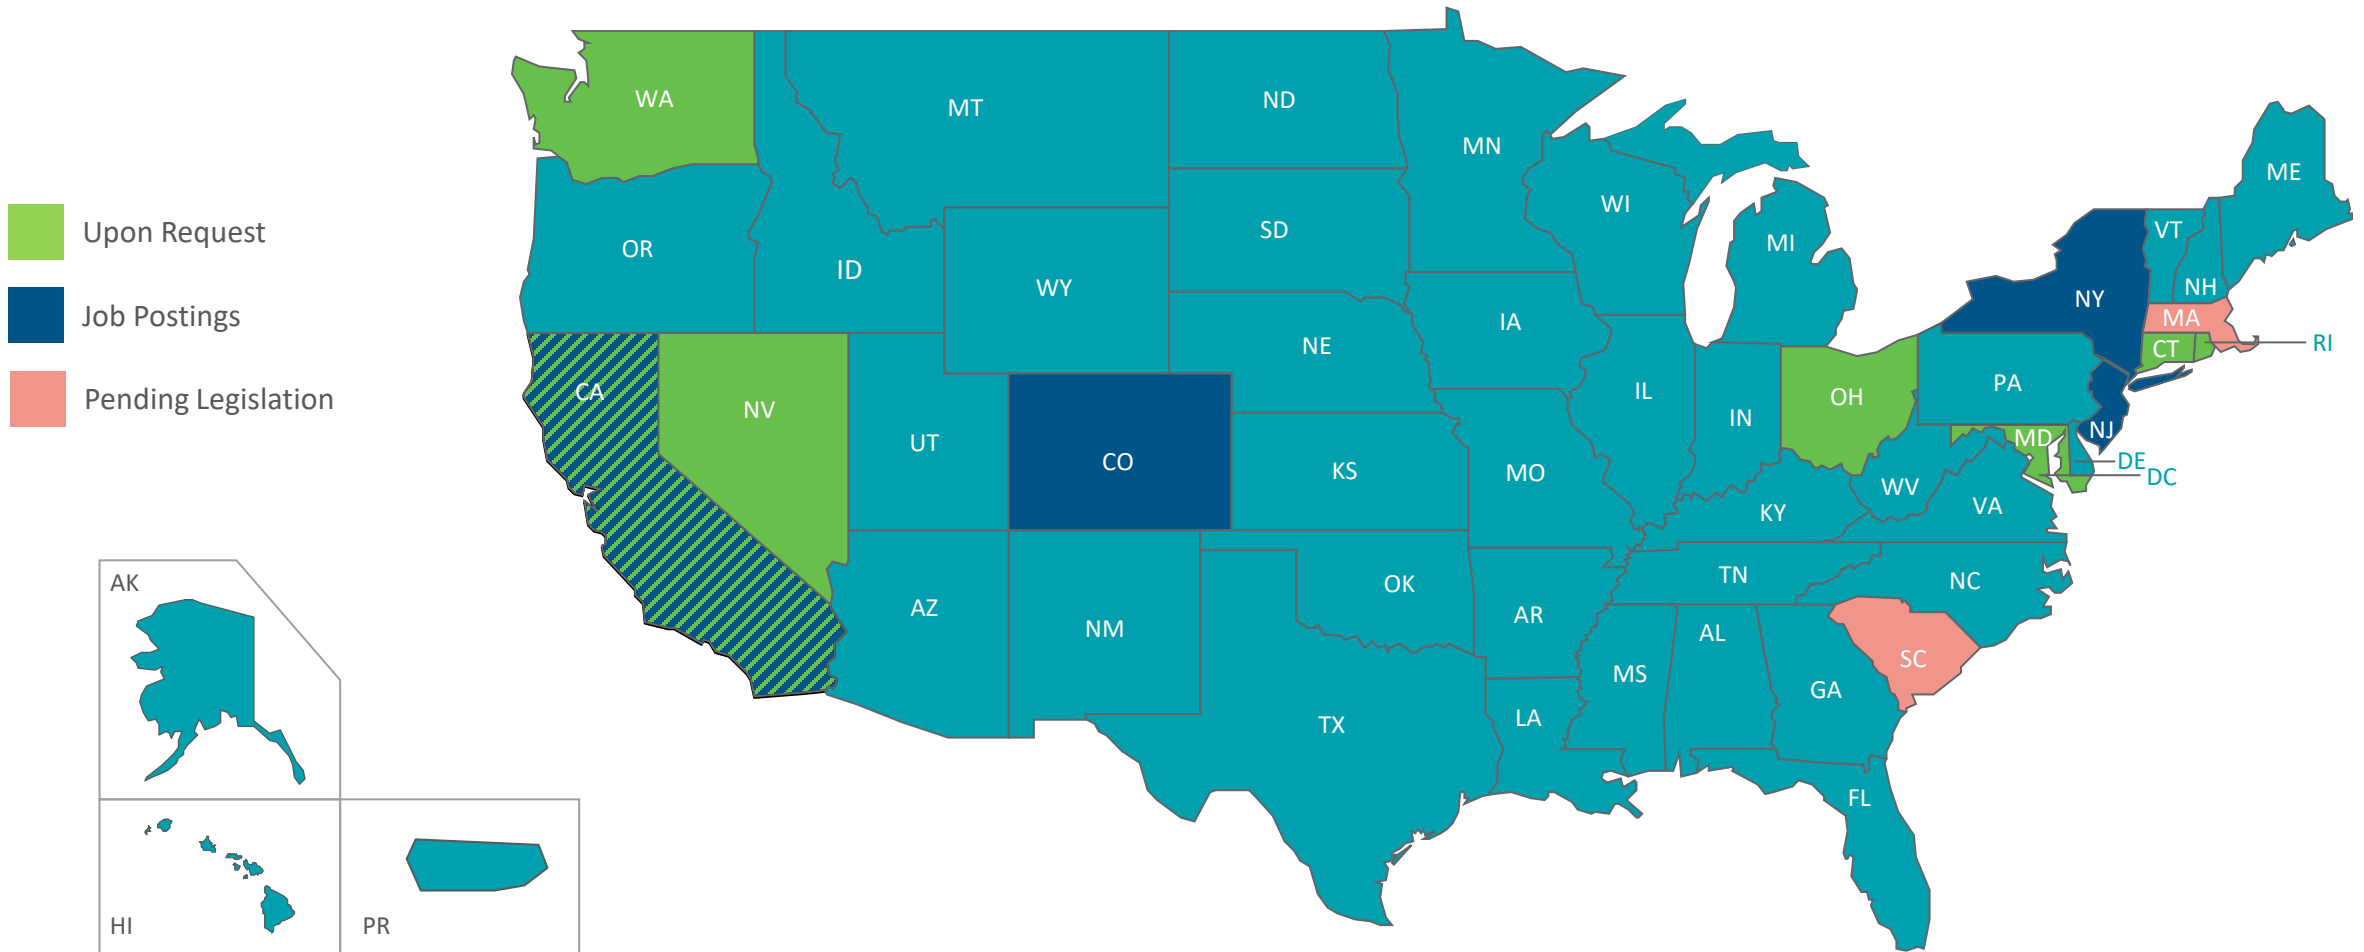 Upon Request
Job Postings
Pending Legislation
WA
MT
ND
MN
OR
ID
WY
SD
WI
MI
ME
VT
NH
NY
MA
CT
RI
CA
NV
UT
CO
NE
IA
IL
IN
OH
PA
NJ
MD
DE
DC
KS
MO
KY
WV
VA
AZ
NM
OK
AR
TN
NC
TX
LA
MS
AL
GA
SC
FL
AK
HI
PR